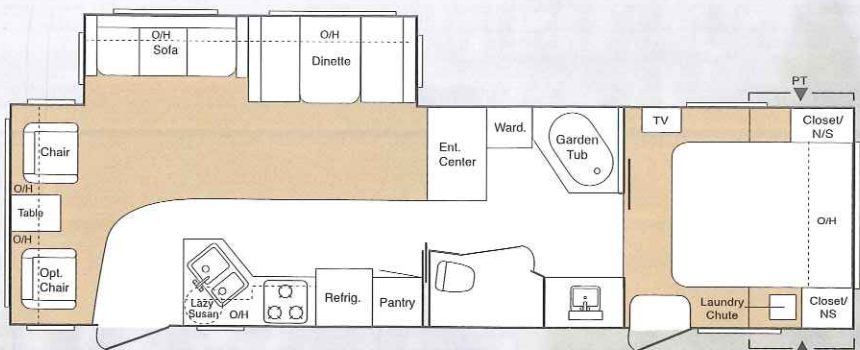 O/H
Sofa
O/H
Dinette
PT
TV
Closet/
N/S
Ward.
Garden
Tub
Ent.
Center
Chair
O/H
Table
O/H
Opt.
Chair
O/H
Lazy
Susan
O/H
Refrig.
Pantry
Laundry
Chute
Closet/
NS